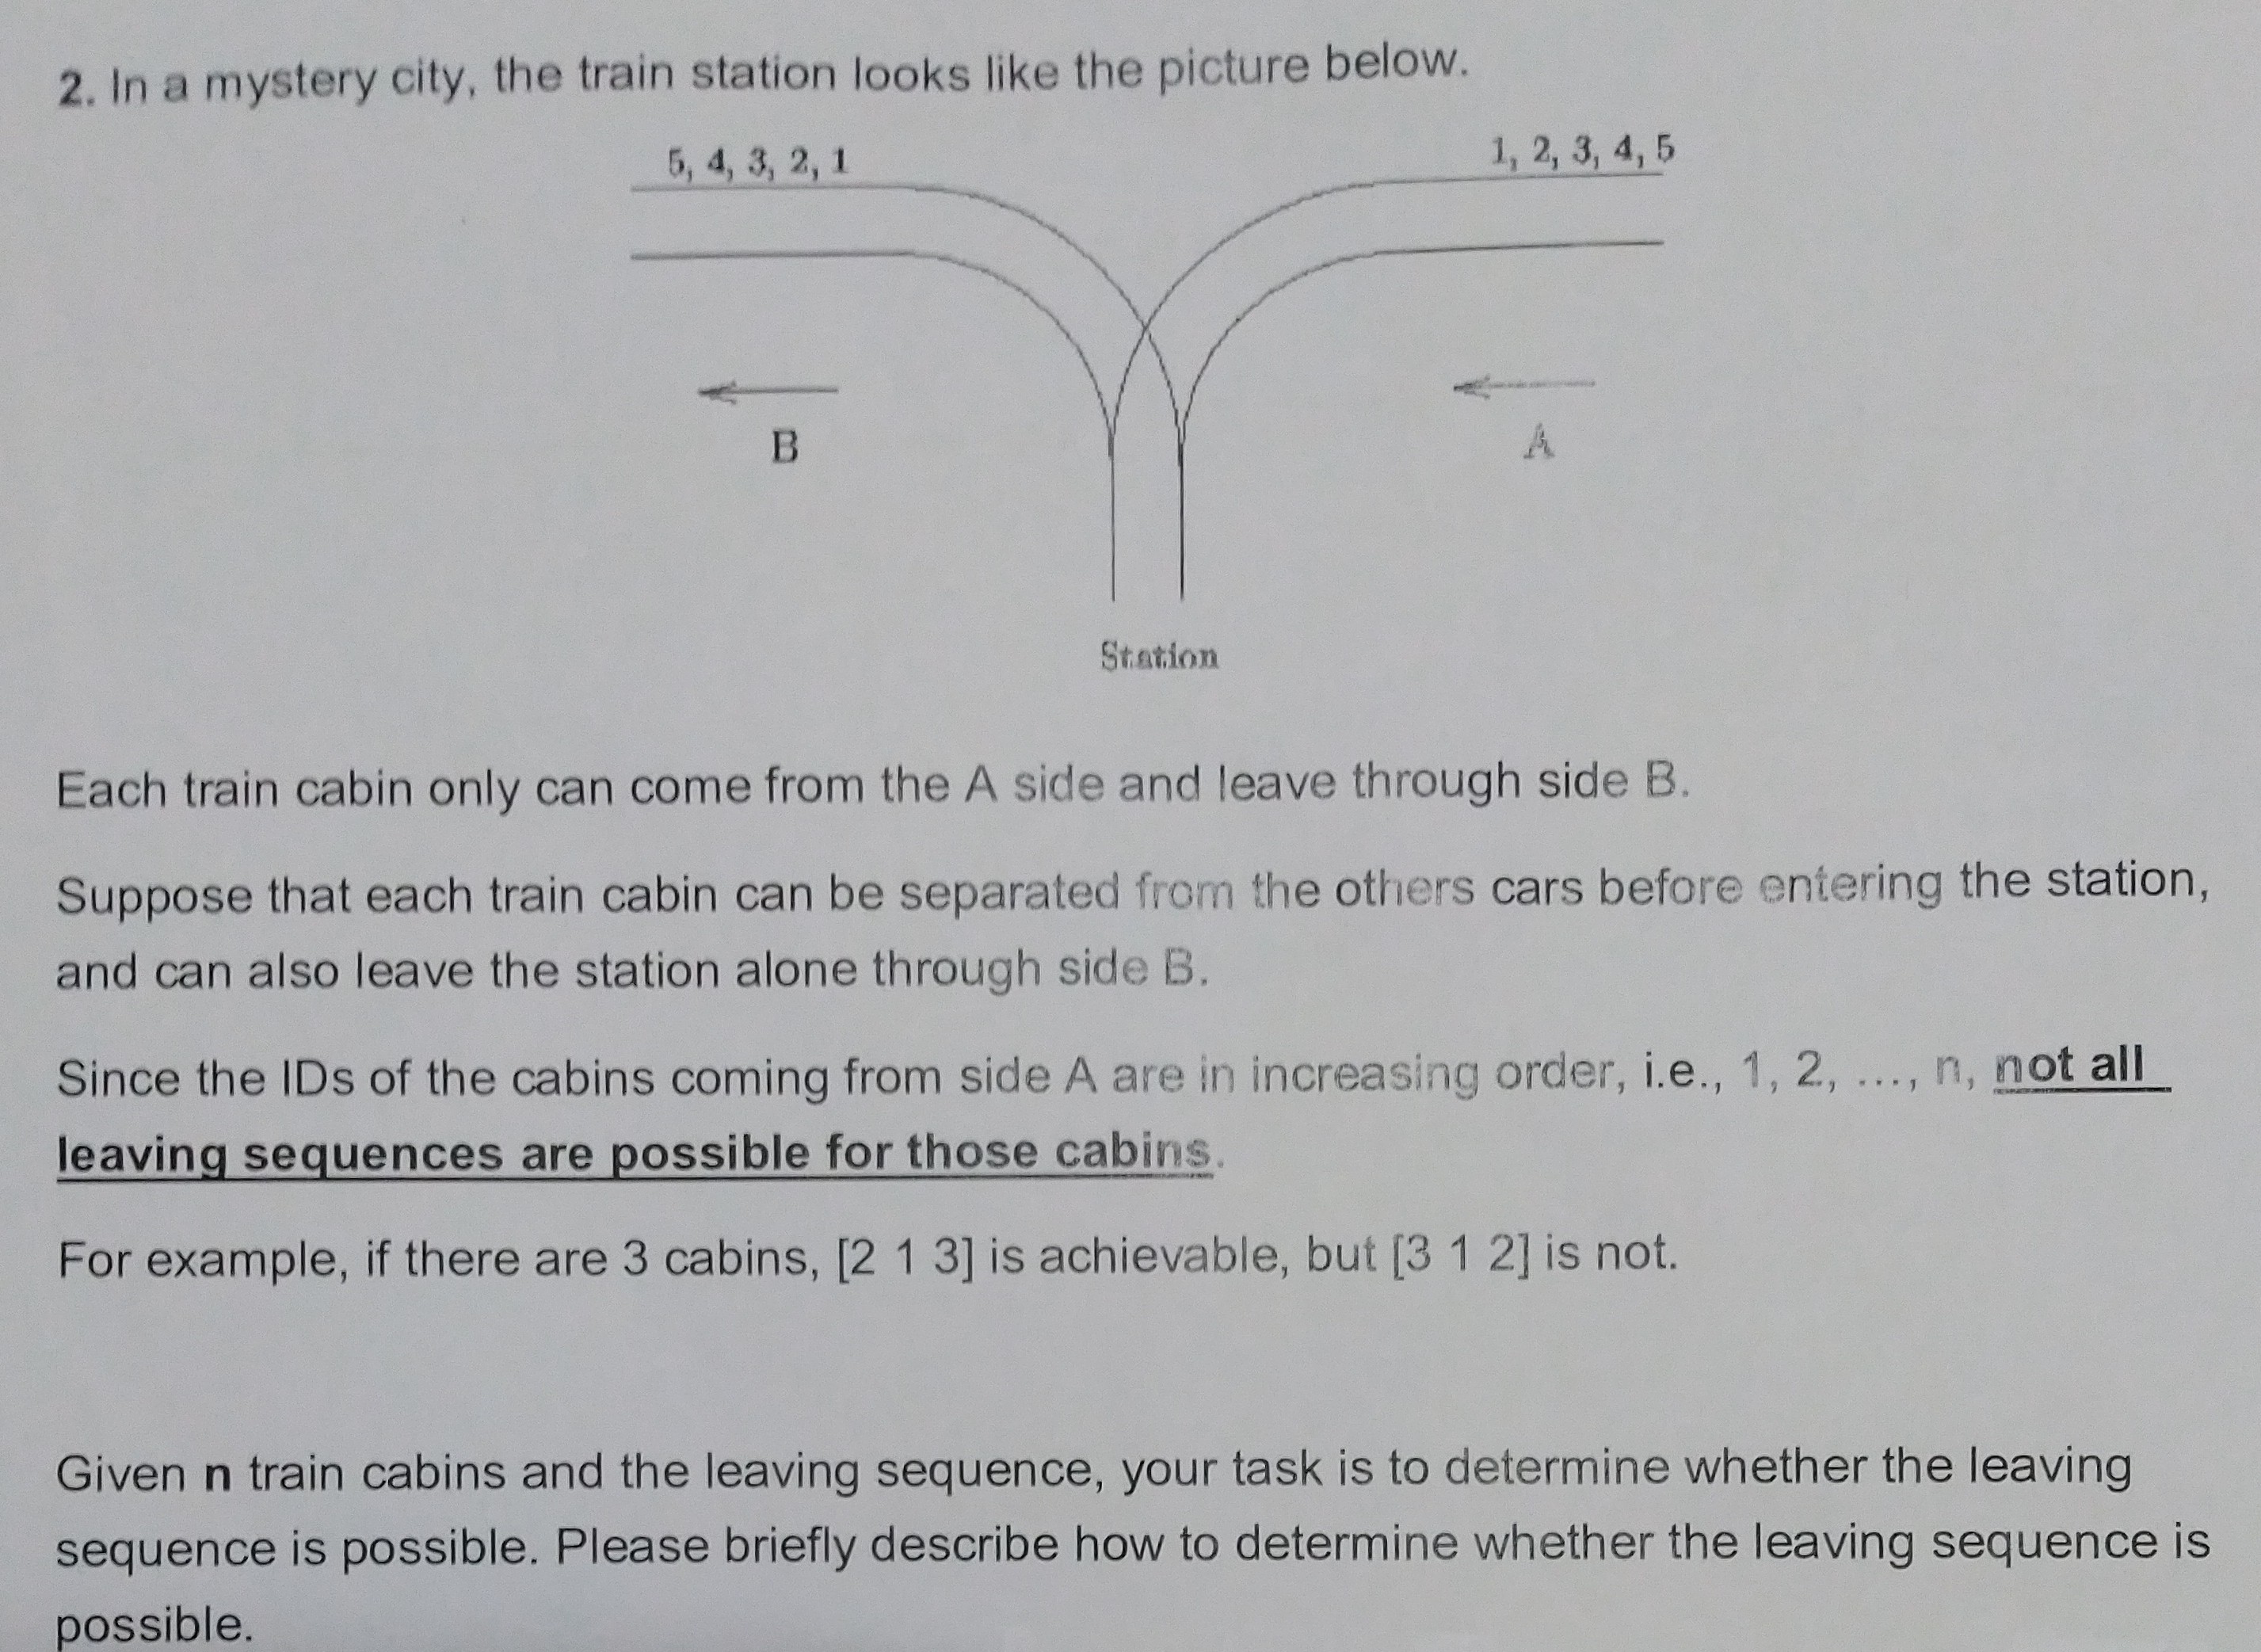 2. In a mystery city, the train station looks like the picture below.
5, 4, 3, 2, 1
1, 2, 3, 4, 5
B
A
Station
Each train cabin only can come from the A side and leave through side B.
Suppose that each train cabin can be separated from the others cars before entering the station,
and can also leave the station alone through side B.
Since the IDs of the cabins coming from side A are in increasing order, i.e., 1, 2, ..., n, not all
leaving sequences are possible for those cabins.
For example, if there are 3 cabins, [2 1 3] is achievable, but [3 1 2] is not.
Given n train cabins and the leaving sequence, your task is to determine whether the leaving
sequence is possible. Please briefly describe how to determine whether the leaving sequence is
possible.